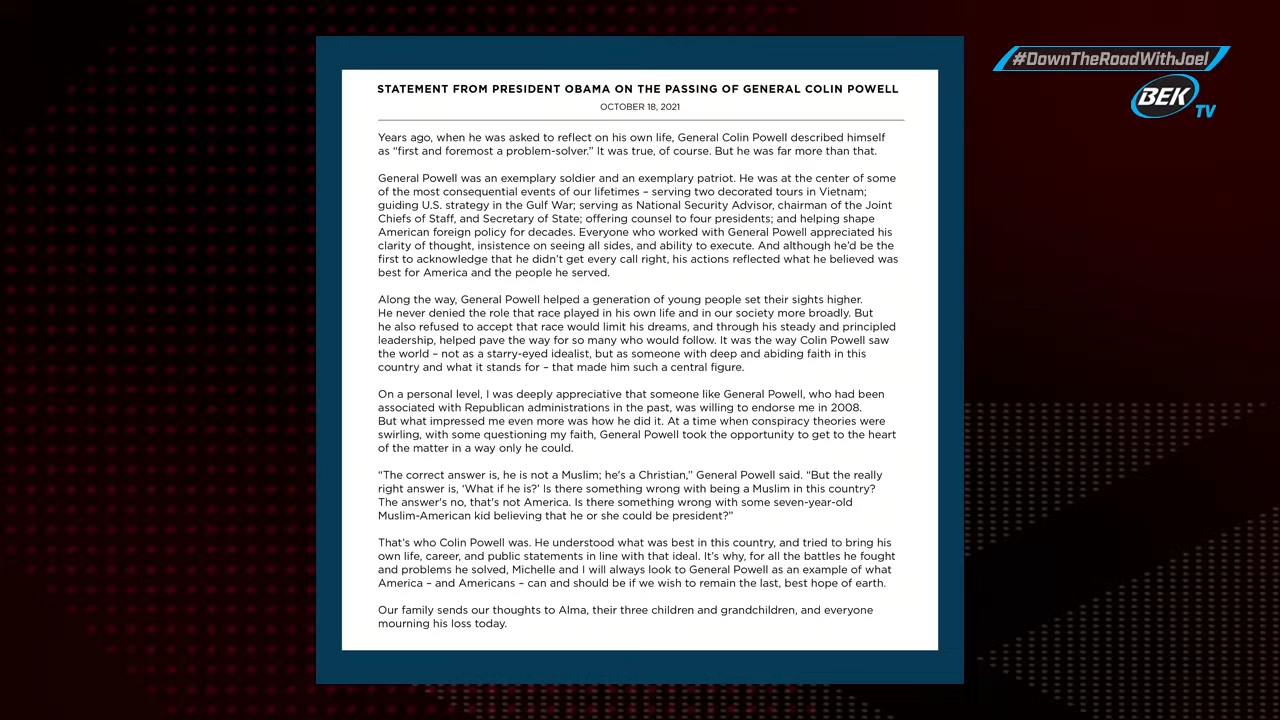 #DownTheRoadWithJoel
BEK TV
STATEMENT FROM PRESIDENT OBAMA ON THE PASSING OF GENERAL COLIN POWELL
OCTOBER 18, 2021
Years ago, when he was asked to reflect on his own life, General Colin Powell described himself
as “first and foremost a problem-solver.” It was true, of course. But he was far more than that.
General Powell was an exemplary soldier and an exemplary patriot. He was at the center of some
of the most consequential events of our lifetimes – serving two decorated tours in Vietnam;
guiding U.S. strategy in the Gulf War; serving as National Security Advisor, chairman of the Joint
Chiefs of Staff, and Secretary of State; offering counsel to four presidents; and helping shape
American foreign policy for decades. Everyone who worked with General Powell appreciated his
clarity of thought, insistence on seeing all sides, and ability to execute. And although he’d be the
first to acknowledge that he didn’t get every call right, his actions reflected what he believed was
best for America and the people he served.
Along the way, General Powell helped a generation of young people set their sights higher.
He never denied the role that race played in his own life and in our society more broadly. But
he also refused to accept that race would limit his dreams, and through his steady and principled
leadership, helped pave the way for so many who would follow. It was the way Colin Powell saw
the world – not as a starry-eyed idealist, but as someone with deep and abiding faith in this
country and what it stands for – that made him such a central figure.
On a personal level, I was deeply appreciative that someone like General Powell, who had been
associated with Republican administrations in the past, was willing to endorse me in 2008.
But what impressed me even more was how he did it. At a time when conspiracy theories were
swirling, with some questioning my faith, General Powell took the opportunity to get to the heart
of the matter in a way only he could.
“The correct answer is, he is not a Muslim; he's a Christian,” General Powell said. “But the really
right answer is, ‘What if he is?’ Is there something wrong with being a Muslim in this country?
The answer's no, that’s not America. Is there something wrong with some seven-year-old
Muslim-American kid believing that he or she could be president?”
That’s who Colin Powell was. He understood what was best in this country, and tried to bring his
own life, career, and public statements in line with that ideal. It’s why, for all the battles he fought
and problems he solved, Michelle and I will always look to General Powell as an example of what
America – and Americans – can and should be if we wish to remain the last, best hope of earth.
Our family sends our thoughts to Alma, their three children and grandchildren, and everyone
mourning his loss today.